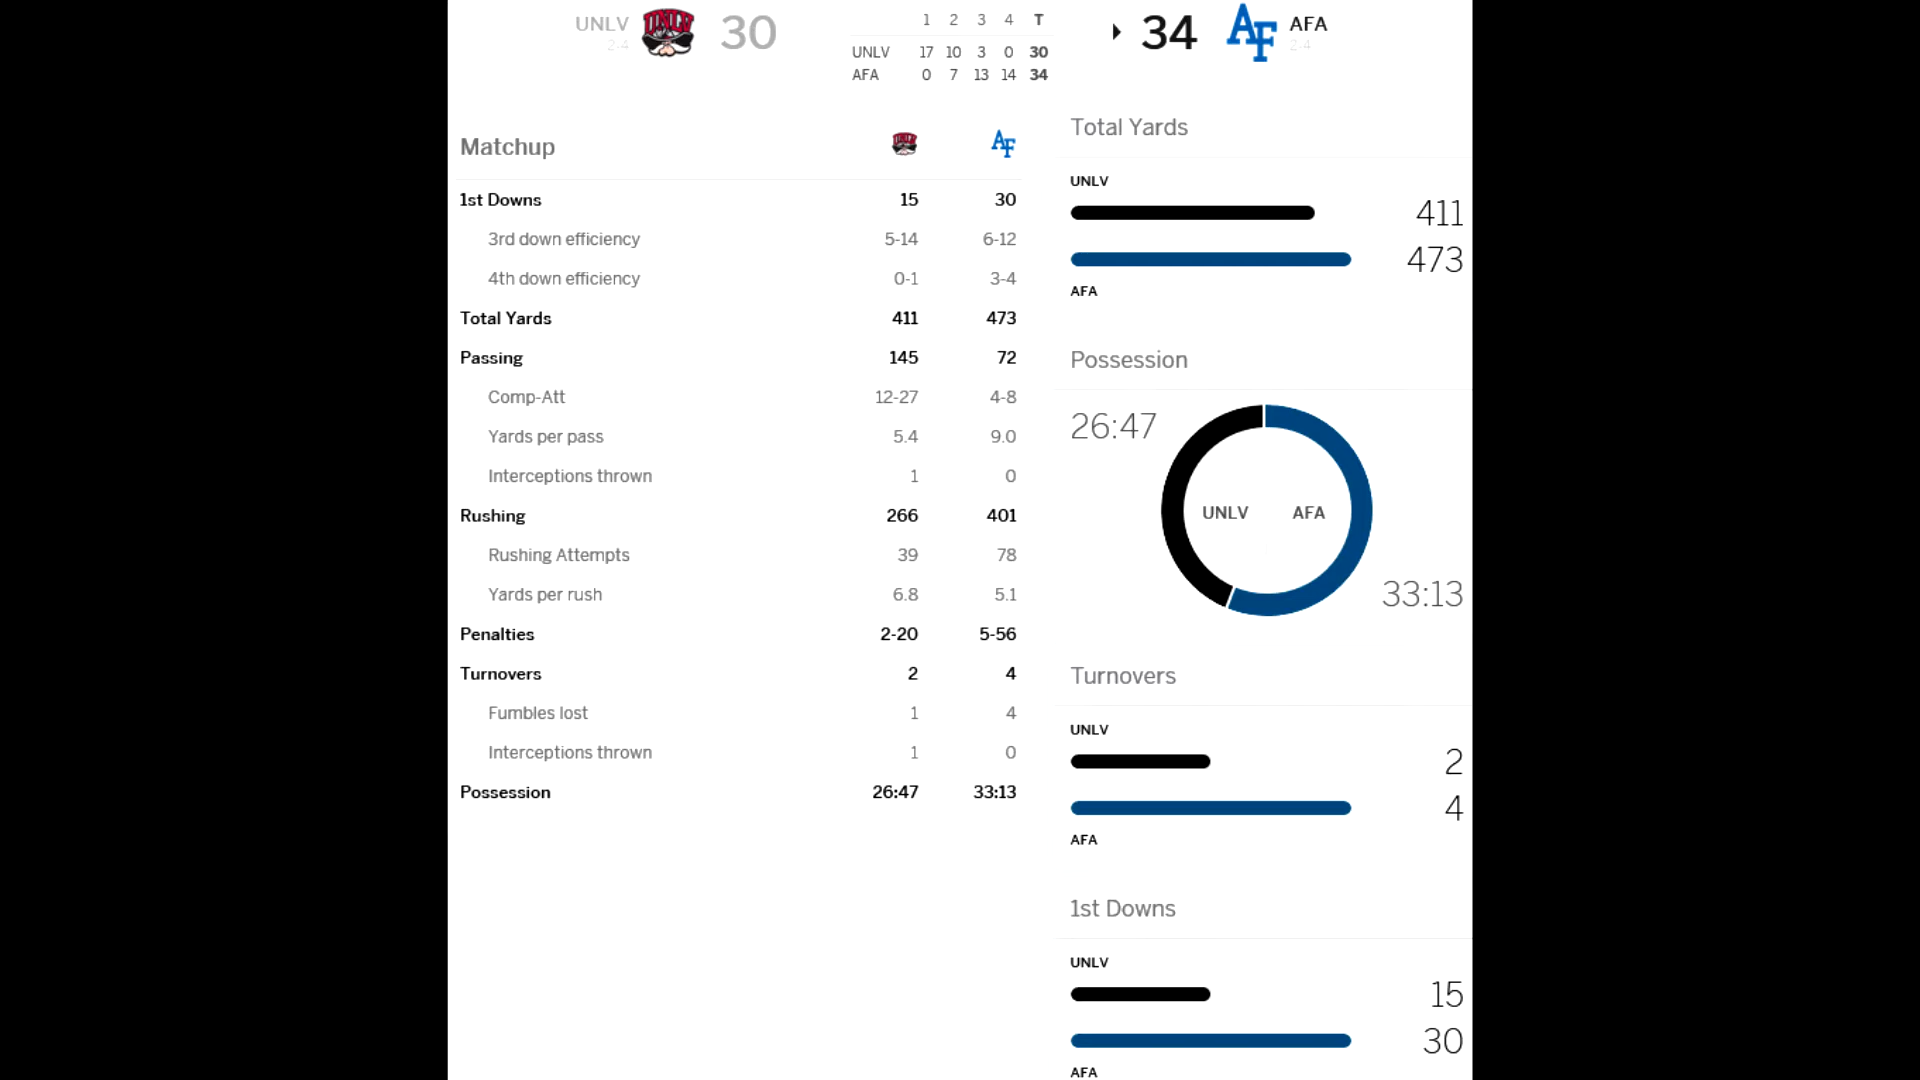 UNLV 30
2-4
1 2 3 4 T
UNLV 17 10 3 0 30
AFA 0 7 13 14 34
34 AFA
2-4
Matchup
1st Downs 15 30
3rd down efficiency 5-14 6-12
4th down efficiency 0-1 3-4
Total Yards 411 473
Passing 145 72
Comp-Att 12-27 4-8
Yards per pass 5.4 9.0
Interceptions thrown 1 0
Rushing 266 401
Rushing Attempts 39 78
Yards per rush 6.8 5.1
Penalties 2-20 5-56
Turnovers 2 4
Fumbles lost 1 4
Interceptions thrown 1 0
Possession 26:47 33:13
Total Yards
UNLV
411
473
AFA
Possession
26:47
UNLV AFA
33:13
Turnovers
UNLV
2
4
AFA
1st Downs
UNLV
15
30
AFA